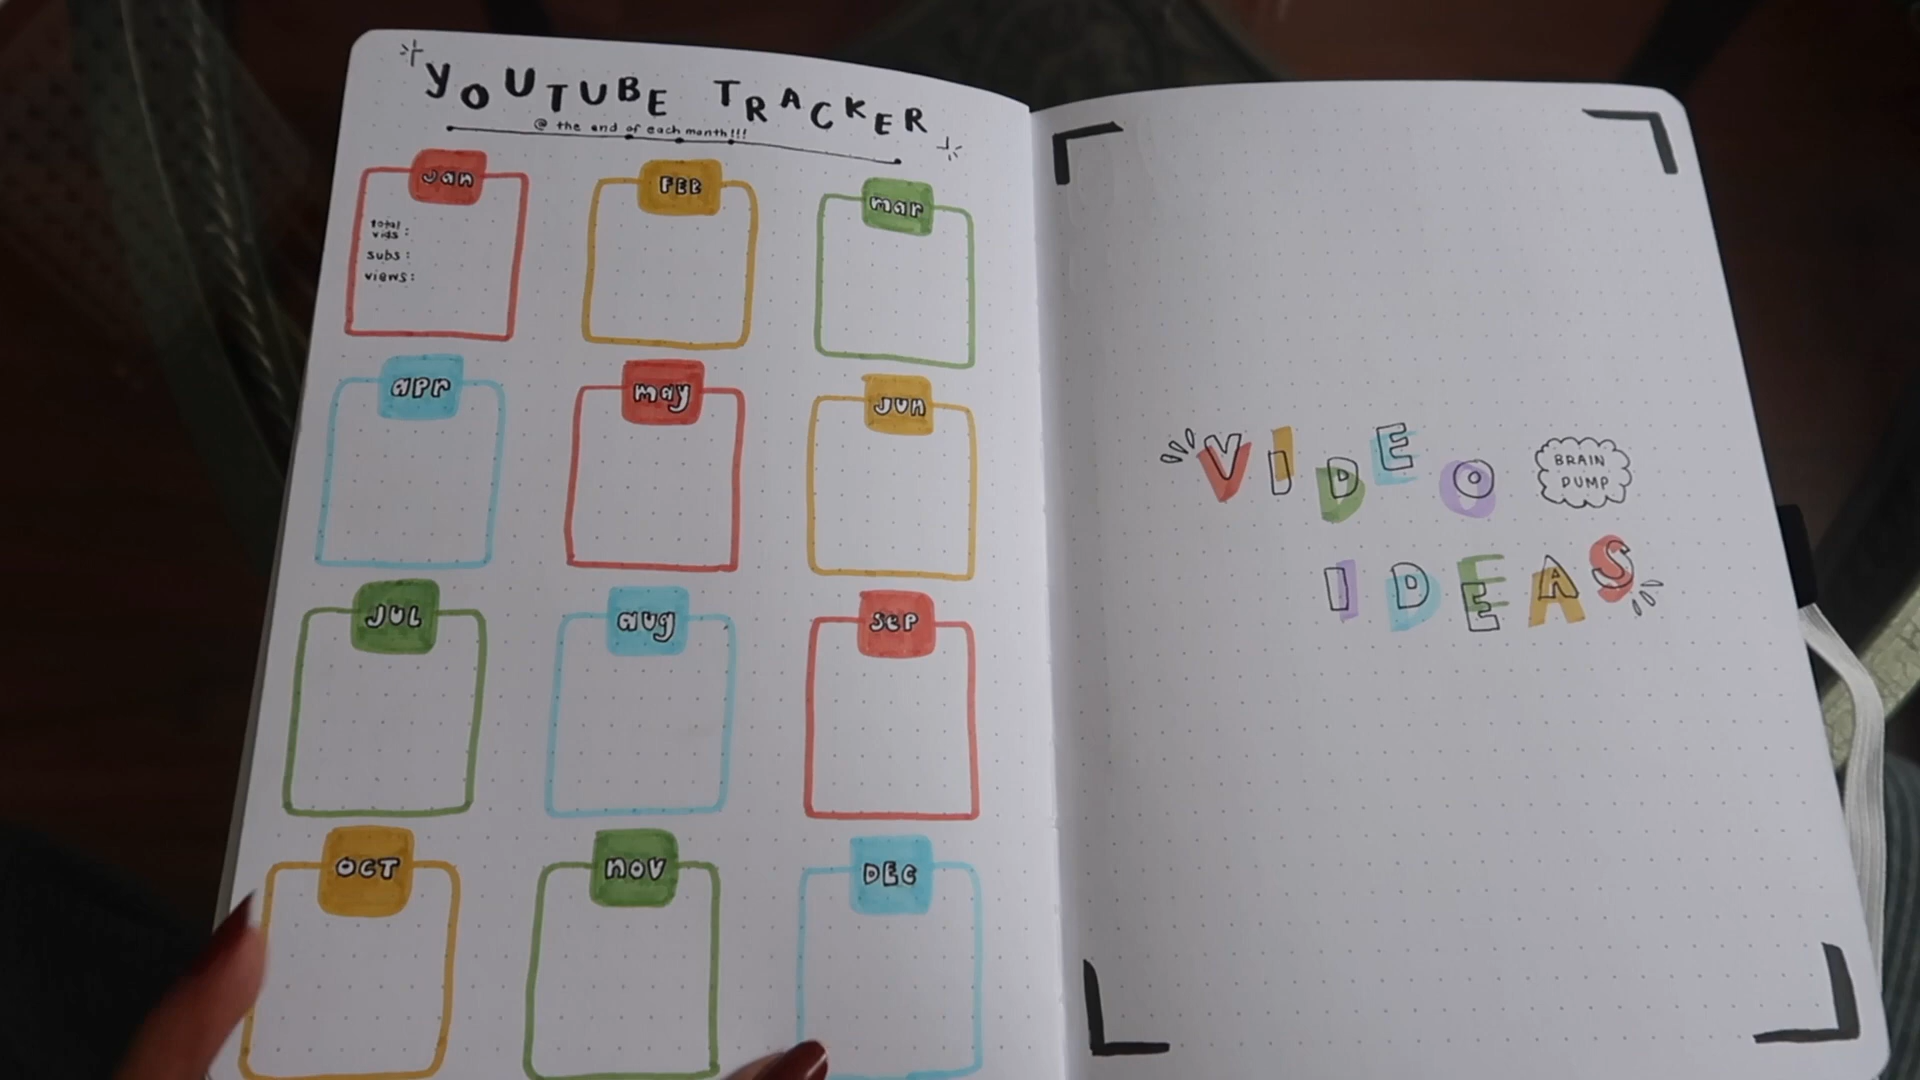 YOUTUBE TRACKER
@ the end of each month!!!
Jan
total
vids:
subs:
views:
FEB
mar
apr
may
JUN
JUL
aug
SEP
OCT
nov
DEC
VIDEO
BRAIN
DUMP
IDEAS